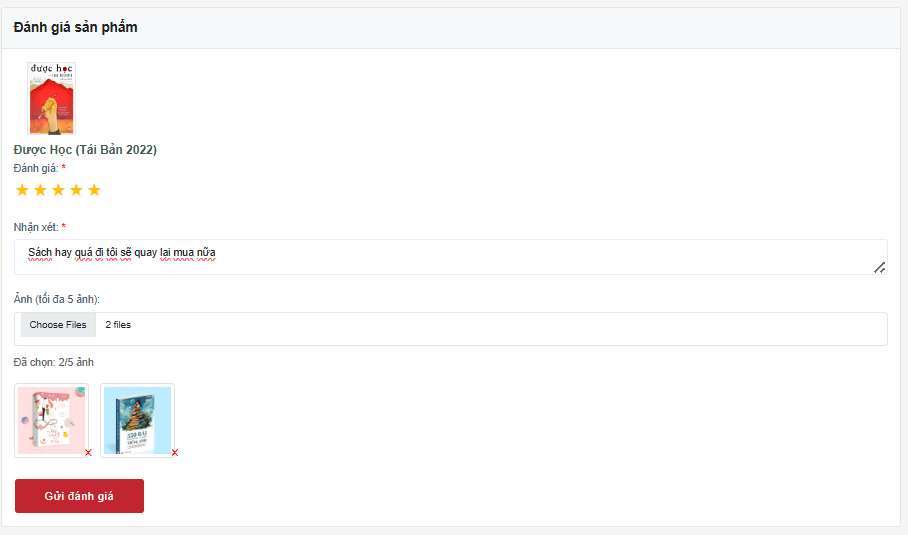 Đánh giá sản phẩm
được học
Được Học (Tái Bản 2022)
Đánh giá: *
Nhận xét: *
Sách hay quá đi tôi sẽ quay lại mua nữa
Ảnh (tối đa 5 ảnh):
Choose Files 2 files
Đã chọn: 2/5 ảnh
x x
Gửi đánh giá